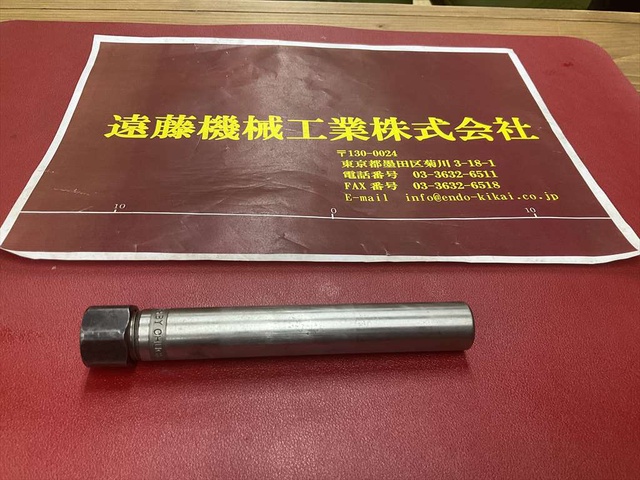 遠藤機械工業株式会社
〒130-0024
東京都墨田区菊川 3-18-1
電話番号 03-3632-6511
FAX 番号 03-3632-6518
E-mail info@endo-kikai.co.jp
10 0 10
BY CHUCK